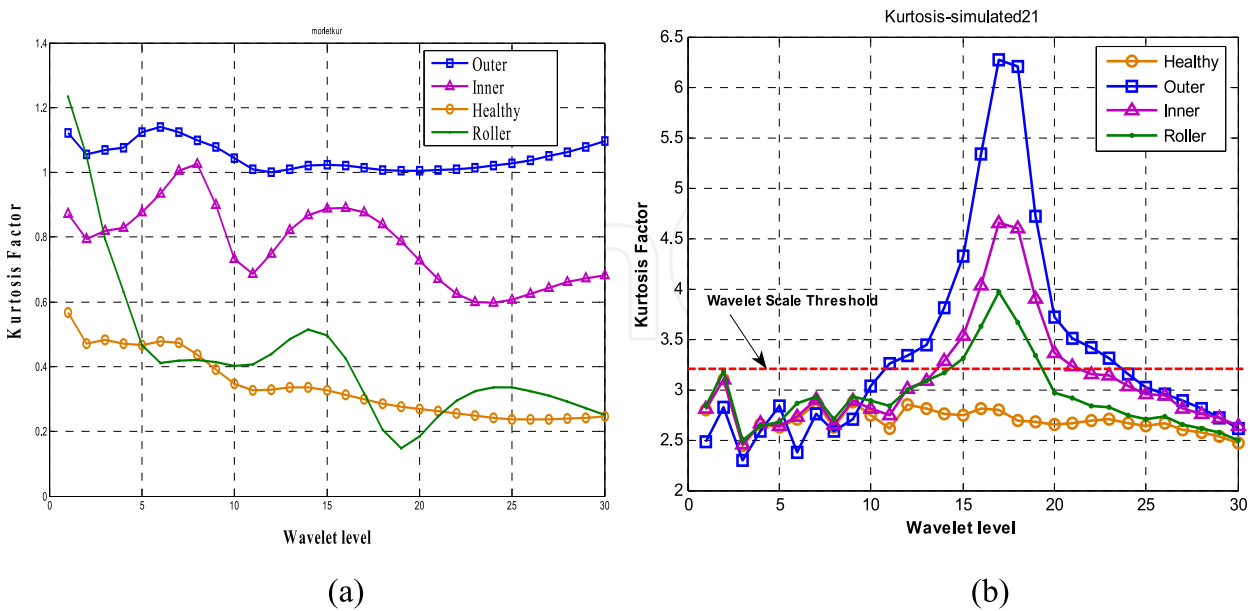 morletkur
1.4
1.2
1
0.8
0.6
0.4
0.2
0
0 5 10 15 20 25 30
Kurtosis Factor
Wavelet level
Outer
Inner
Healthy
Roller
(a)
Kurtosis-simulated21
6.5
6
5.5
5
4.5
4
3.5
3
2.5
2
0 5 10 15 20 25 30
Kurtosis Factor
Wavelet level
Healthy
Outer
Inner
Roller
Wavelet Scale Threshold
(b)